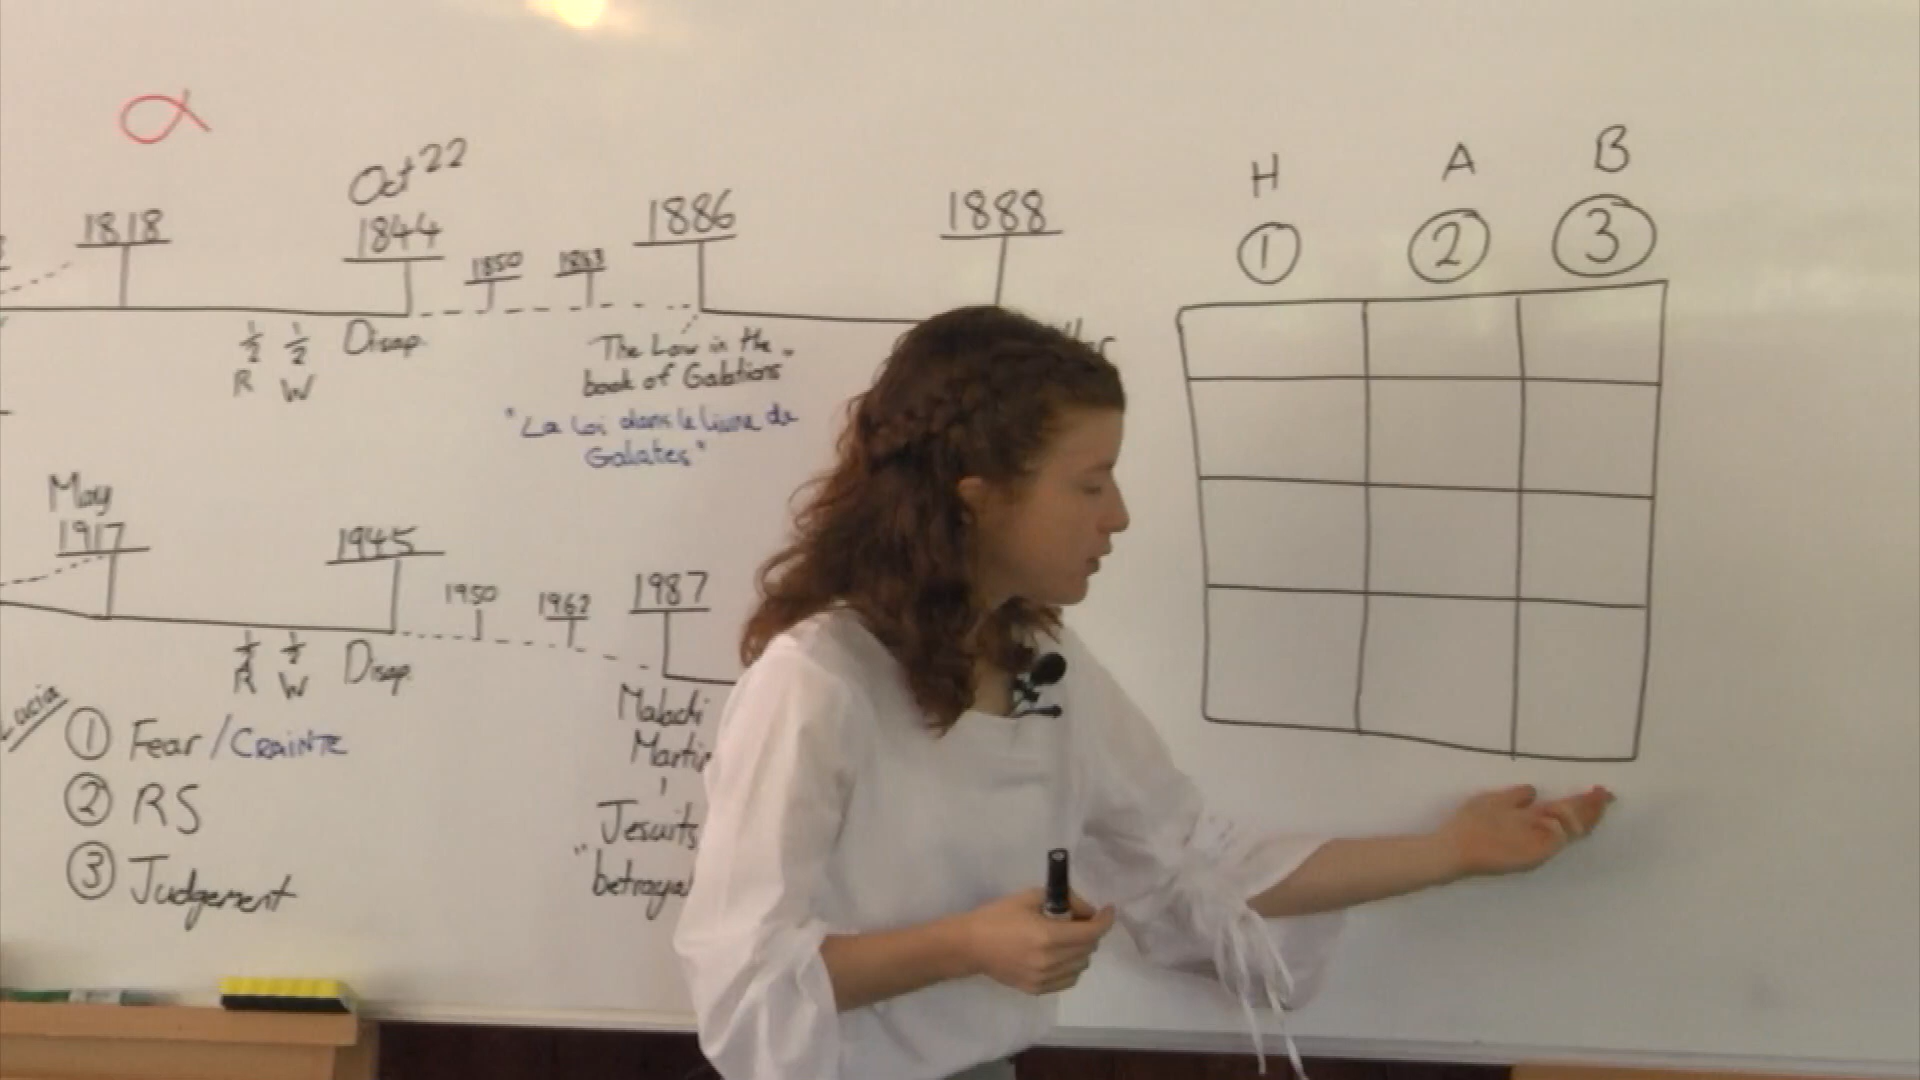 α
Oct 22
1818
1844
1850
1863
1886
1888
½ ½ Disap.
R W
The Law in the
book of Galatians
"La Loi dans le livre de
Galates"
H A B
1 2 3
May
1917
1945
1950
1962
1987
½ ½ Disap.
R W
Malachi
Martin
Jesuits
"betrayal
Lucia
① Fear / CRAINTE
② RS
③ Judgement